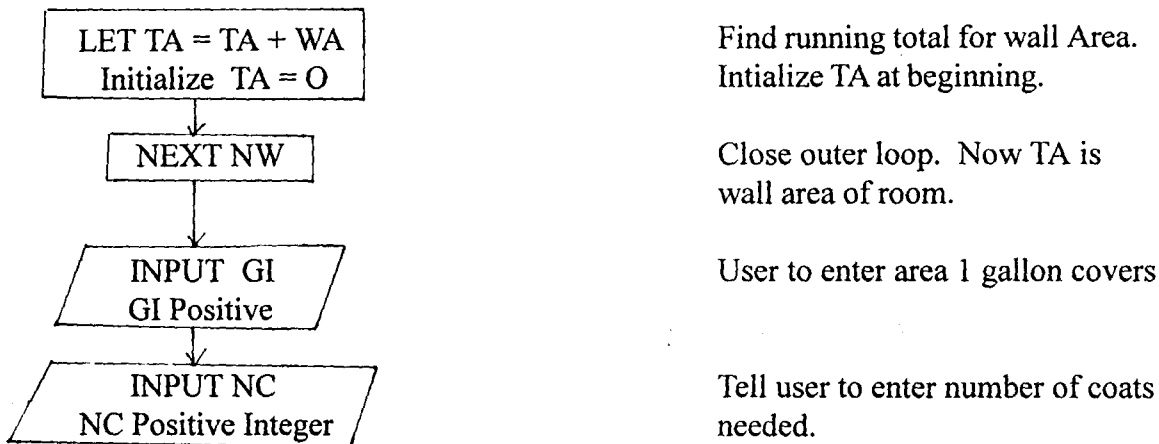 LET TA = TA + WA
Initialize TA = O
Find running total for wall Area.
Intialize TA at beginning.
NEXT NW
Close outer loop. Now TA is
wall area of room.
INPUT GI
GI Positive
User to enter area 1 gallon covers
INPUT NC
NC Positive Integer
Tell user to enter number of coats
needed.